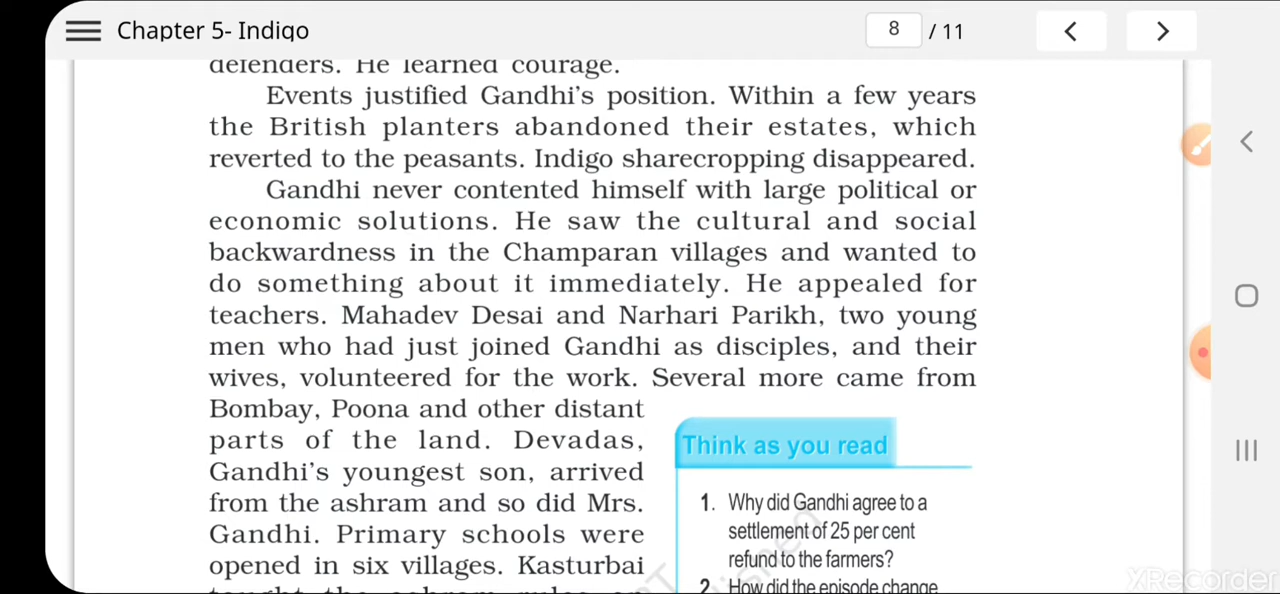 Chapter 5- Indigo
8 / 11
defenders. He learned courage.
Events justified Gandhi's position. Within a few years
the British planters abandoned their estates, which
reverted to the peasants. Indigo sharecropping disappeared.
Gandhi never contented himself with large political or
economic solutions. He saw the cultural and social
backwardness in the Champaran villages and wanted to
do something about it immediately. He appealed for
teachers. Mahadev Desai and Narhari Parikh, two young
men who had just joined Gandhi as disciples, and their
wives, volunteered for the work. Several more came from
Bombay, Poona and other distant
parts of the land. Devadas,
Gandhi's youngest son, arrived
from the ashram and so did Mrs.
Gandhi. Primary schools were
opened in six villages. Kasturbai
taught the ashram rules on
Think as you read
1. Why did Gandhi agree to a
settlement of 25 per cent
refund to the farmers?
2. How did the episode change
XRecorder